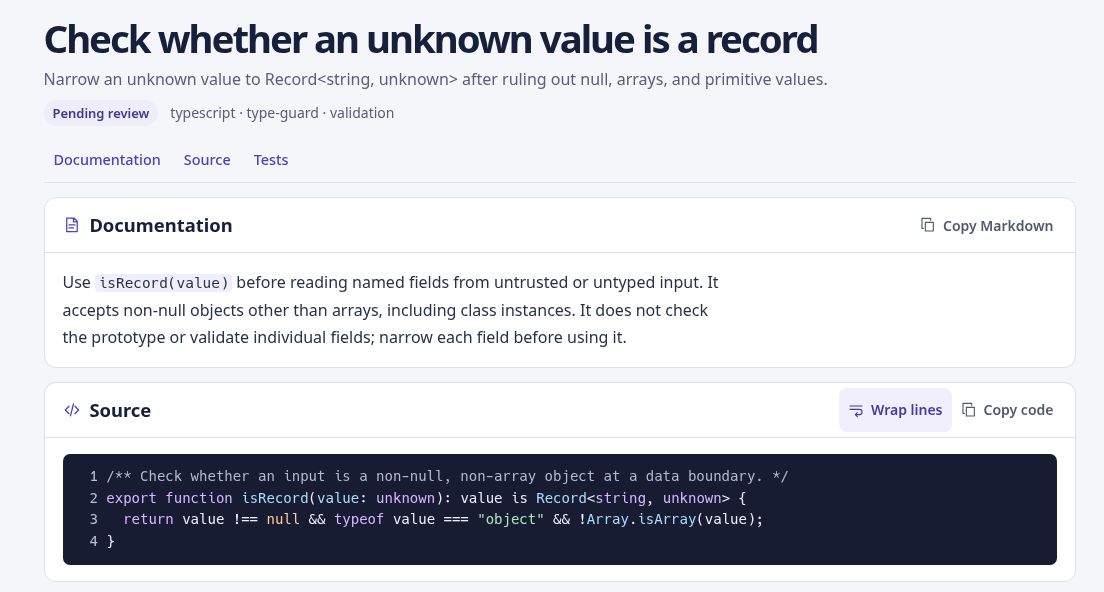 Check whether an unknown value is a record
Narrow an unknown value to Record<string, unknown> after ruling out null, arrays, and primitive values.
Pending review typescript · type-guard · validation
Documentation Source Tests
Documentation Copy Markdown
Use isRecord(value) before reading named fields from untrusted or untyped input. It
accepts non-null objects other than arrays, including class instances. It does not check
the prototype or validate individual fields; narrow each field before using it.
Source Wrap lines Copy code
1 /** Check whether an input is a non-null, non-array object at a data boundary. */
2 export function isRecord(value: unknown): value is Record<string, unknown> {
3   return value !== null && typeof value === "object" && !Array.isArray(value);
4 }